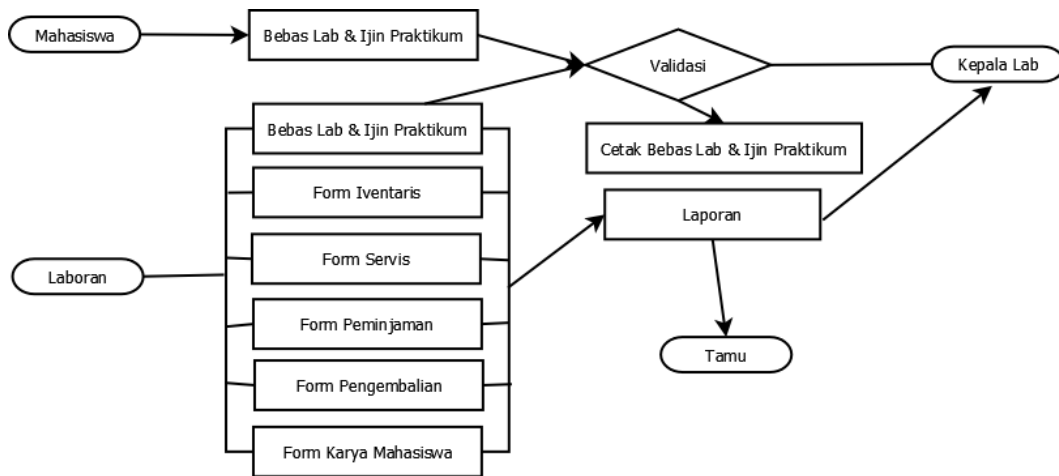 Mahasiswa
Bebas Lab & Ijin Praktikum
Validasi
Kepala Lab
Bebas Lab & Ijin Praktikum
Cetak Bebas Lab & Ijin Praktikum
Form Iventaris
Laporan
Form Servis
Laboran
Form Peminjaman
Tamu
Form Pengembalian
Form Karya Mahasiswa